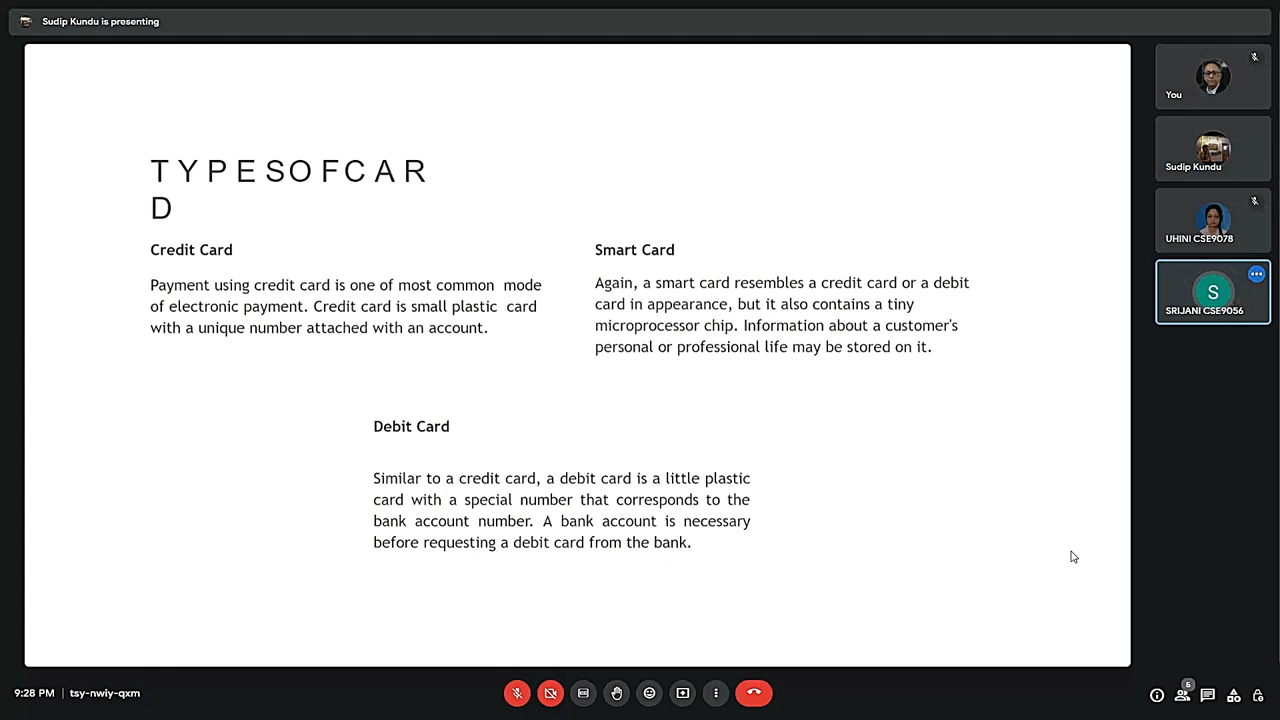 Sudip Kundu is presenting
TYPESOFCAR
D
Credit Card
Payment using credit card is one of most common mode
of electronic payment. Credit card is small plastic card
with a unique number attached with an account.
Smart Card
Again, a smart card resembles a credit card or a debit
card in appearance, but it also contains a tiny
microprocessor chip. Information about a customer's
personal or professional life may be stored on it.
Debit Card
Similar to a credit card, a debit card is a little plastic
card with a special number that corresponds to the
bank account number. A bank account is necessary
before requesting a debit card from the bank.
You
Sudip Kundu
UHINI CSE9078
S
SRIJANI CSE9056
9:28 PM | tsy-nwiy-qxm